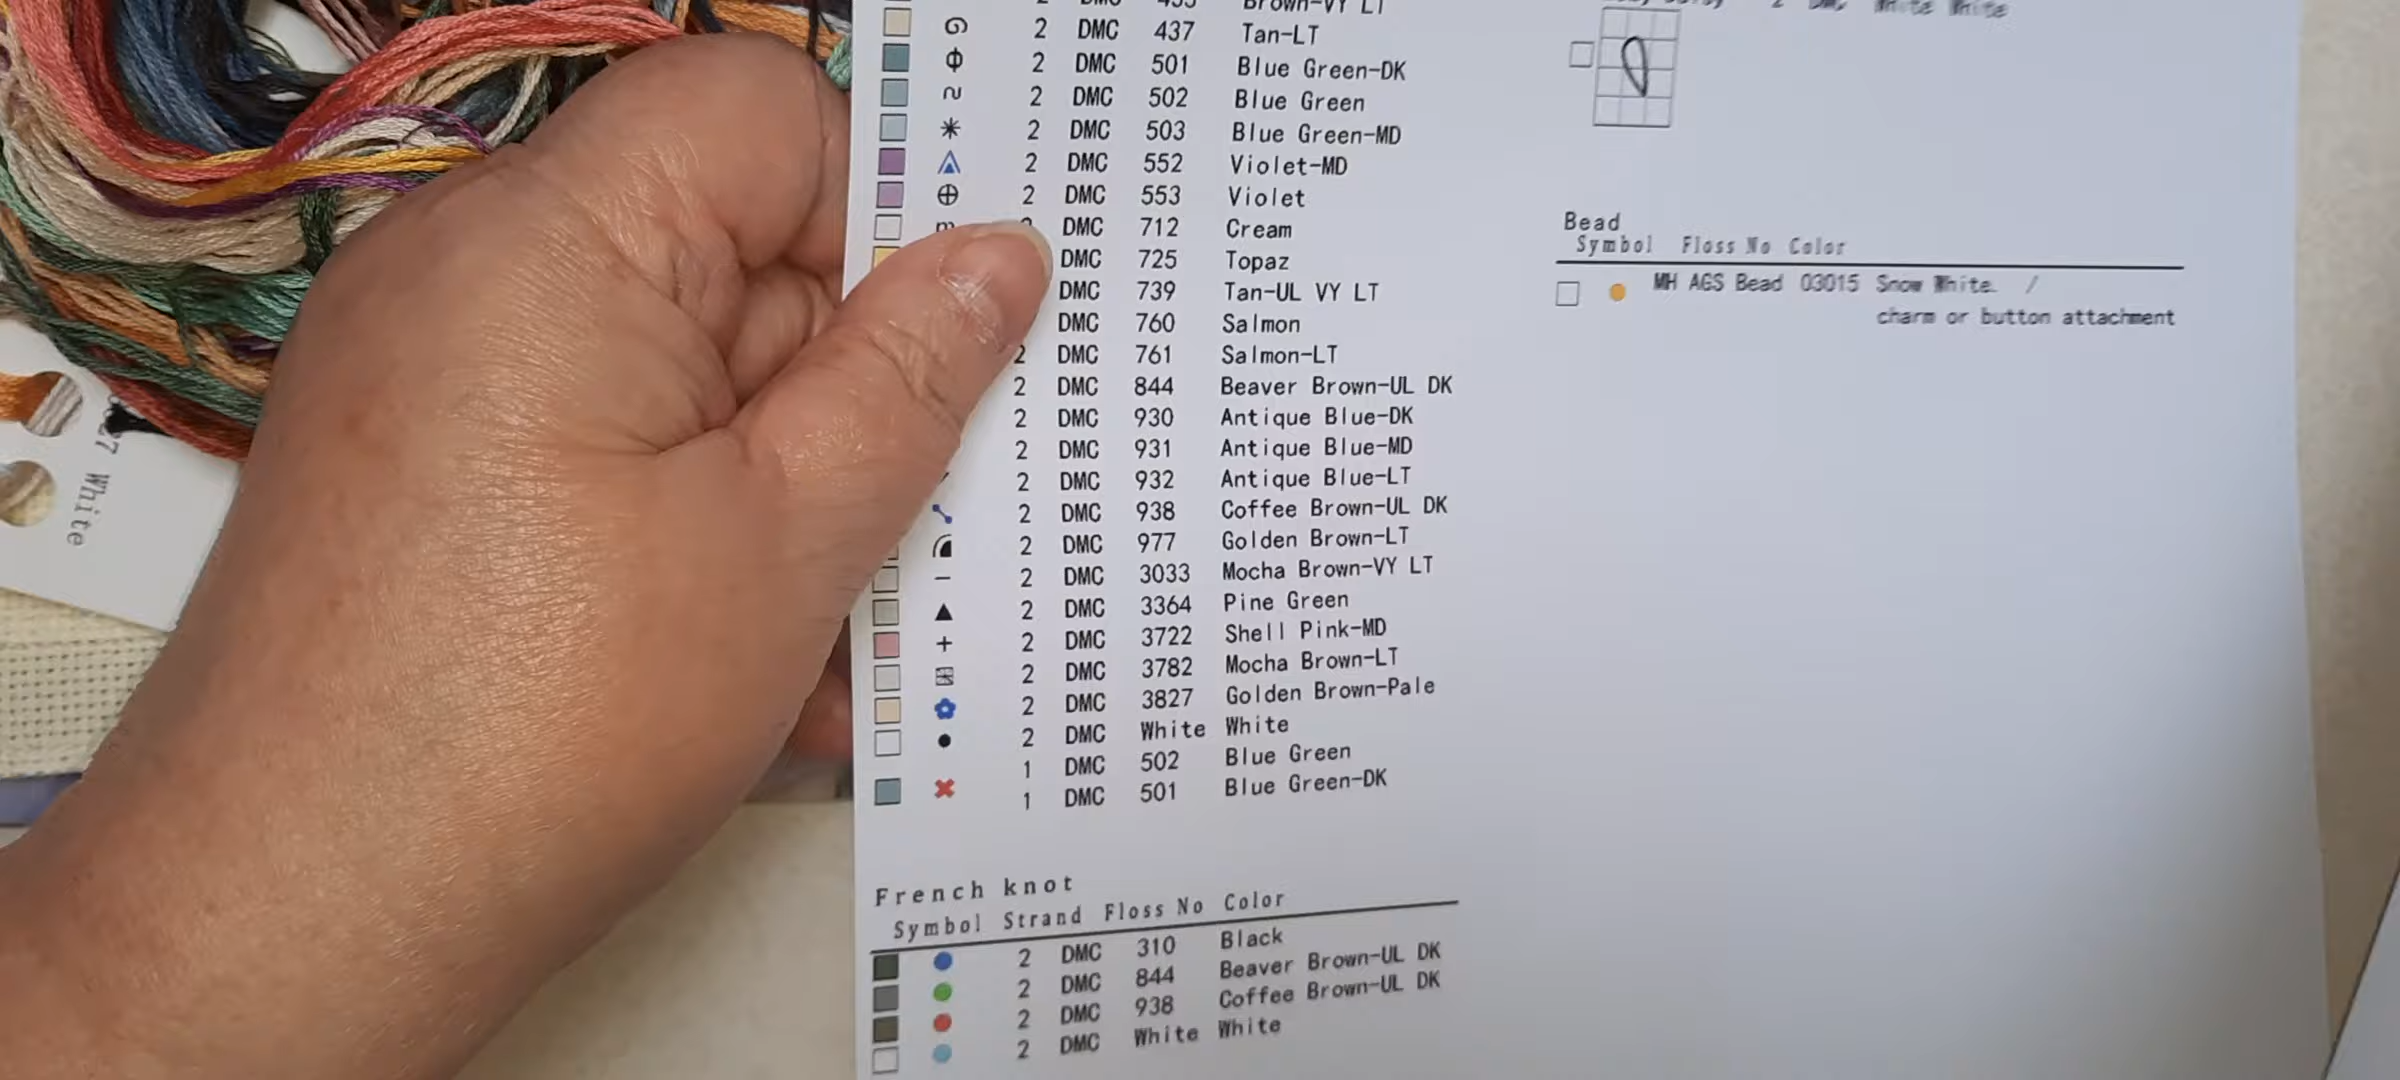 Brown-VY LT
2 DMC 437 Tan-LT
2 DMC 501 Blue Green-DK
2 DMC 502 Blue Green
2 DMC 503 Blue Green-MD
2 DMC 552 Violet-MD
2 DMC 553 Violet
m DMC 712 Cream
DMC 725 Topaz
DMC 739 Tan-UL VY LT
DMC 760 Salmon
2 DMC 761 Salmon-LT
2 DMC 844 Beaver Brown-UL DK
2 DMC 930 Antique Blue-DK
2 DMC 931 Antique Blue-MD
2 DMC 932 Antique Blue-LT
2 DMC 938 Coffee Brown-UL DK
2 DMC 977 Golden Brown-LT
2 DMC 3033 Mocha Brown-VY LT
2 DMC 3364 Pine Green
2 DMC 3722 Shell Pink-MD
2 DMC 3782 Mocha Brown-LT
2 DMC 3827 Golden Brown-Pale
2 DMC White White
1 DMC 502 Blue Green
1 DMC 501 Blue Green-DK
French knot
Symbol Strand Floss No Color
2 DMC 310 Black
2 DMC 844 Beaver Brown-UL DK
2 DMC 938 Coffee Brown-UL DK
2 DMC White White
2 DMC White White
Bead
Symbol Floss No Color
MH AGS Bead 03015 Snow White. /
charm or button attachment
27 White